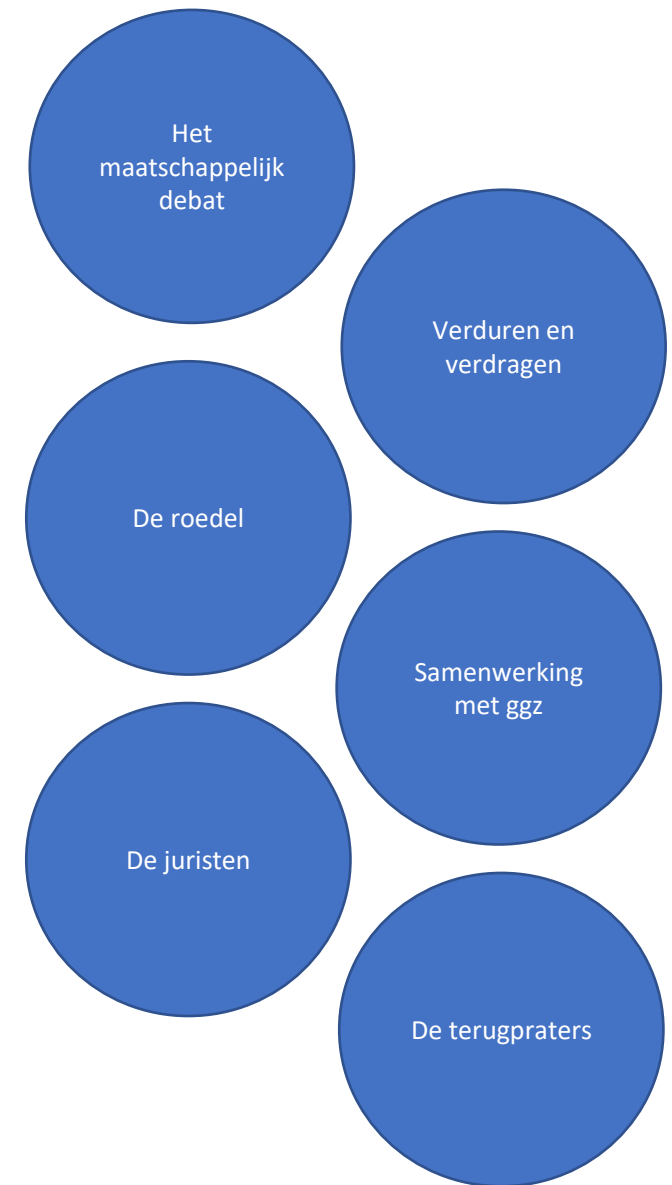 Het
maatschappelijk
debat
Verduren en
verdragen
De roedel
Samenwerking
met ggz
De juristen
De terugpraters